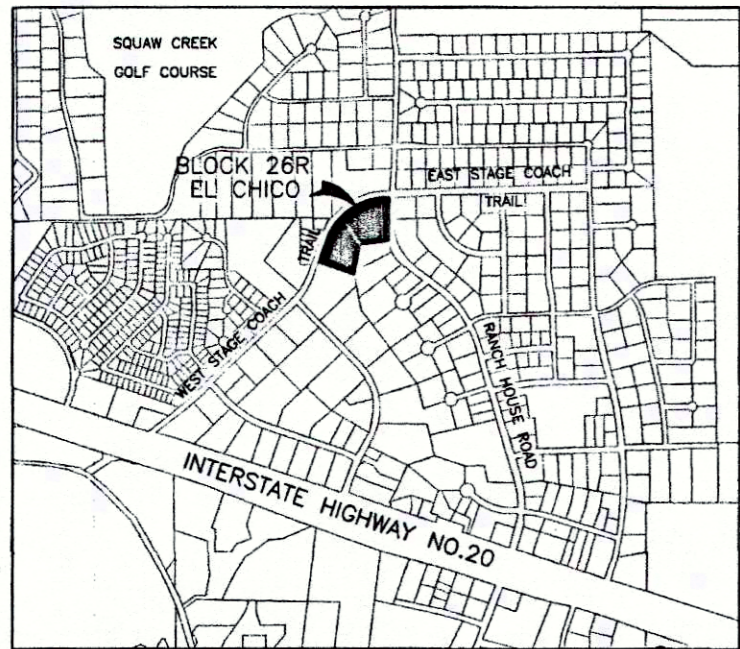 SQUAW CREEK
GOLF COURSE
BLOCK 26R
EL CHICO
EAST STAGE COACH
TRAIL
TRAIL
WEST STAGE COACH
RANCH HOUSE ROAD
INTERSTATE HIGHWAY NO.20